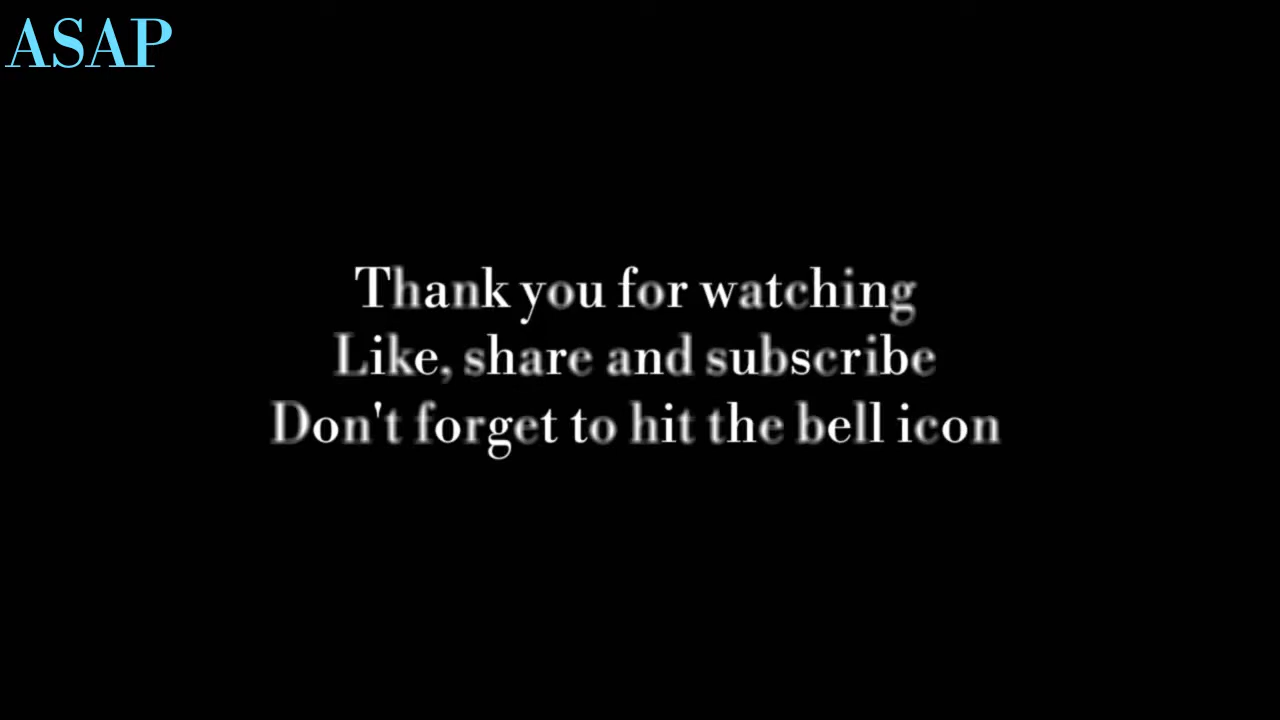 ASAP
Thank you for watching
Like, share and subscribe
Don't forget to hit the bell icon